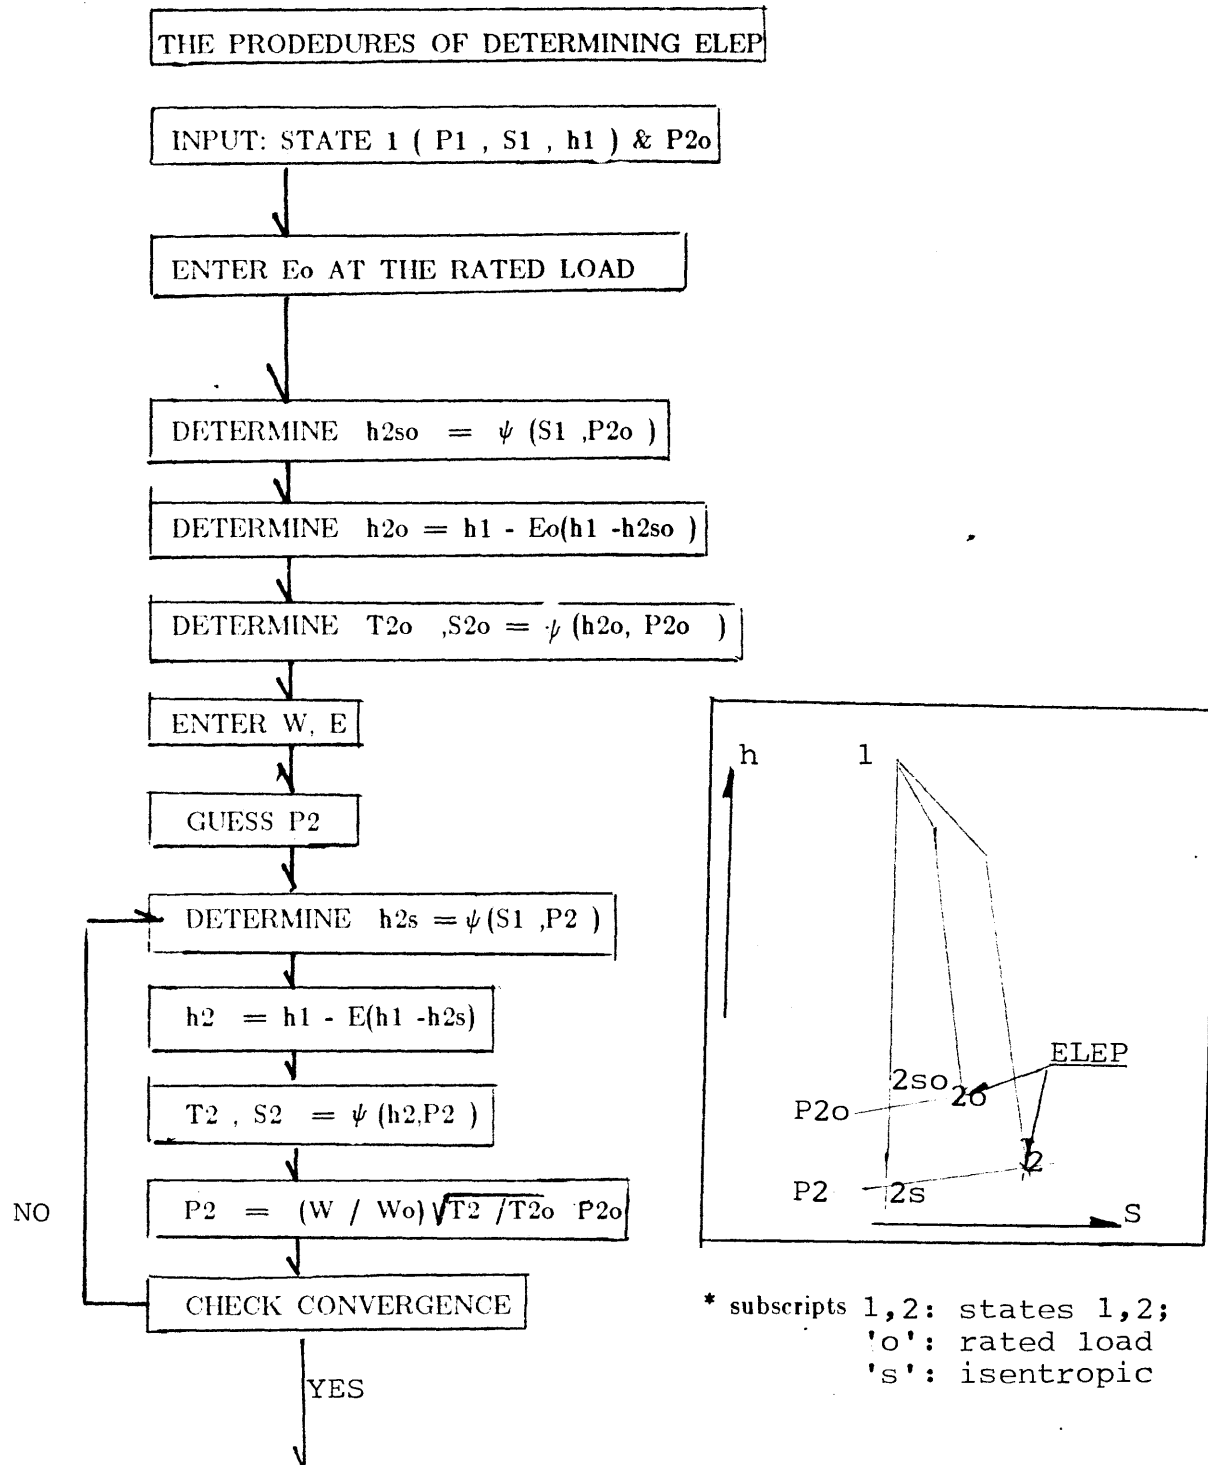 THE PRODEDURES OF DETERMINING ELEP
INPUT: STATE 1 ( P1 , S1 , h1 ) & P2o
ENTER Eo AT THE RATED LOAD
DETERMINE h2so = ψ (S1 ,P2o )
DETERMINE h2o = h1 - Eo(h1 -h2so )
DETERMINE T2o ,S2o = ψ (h2o, P2o )
ENTER W, E
GUESS P2
DETERMINE h2s = ψ (S1 ,P2 )
h2 = h1 - E(h1 -h2s)
T2 , S2 = ψ (h2,P2 )
P2 = (W / Wo) √T2 /T2o P2o
NO
CHECK CONVERGENCE
YES
h
1
ELEP
2so
2o
P2o
2
P2
2s
S
* subscripts 1,2: states 1,2;
'o': rated load
's': isentropic